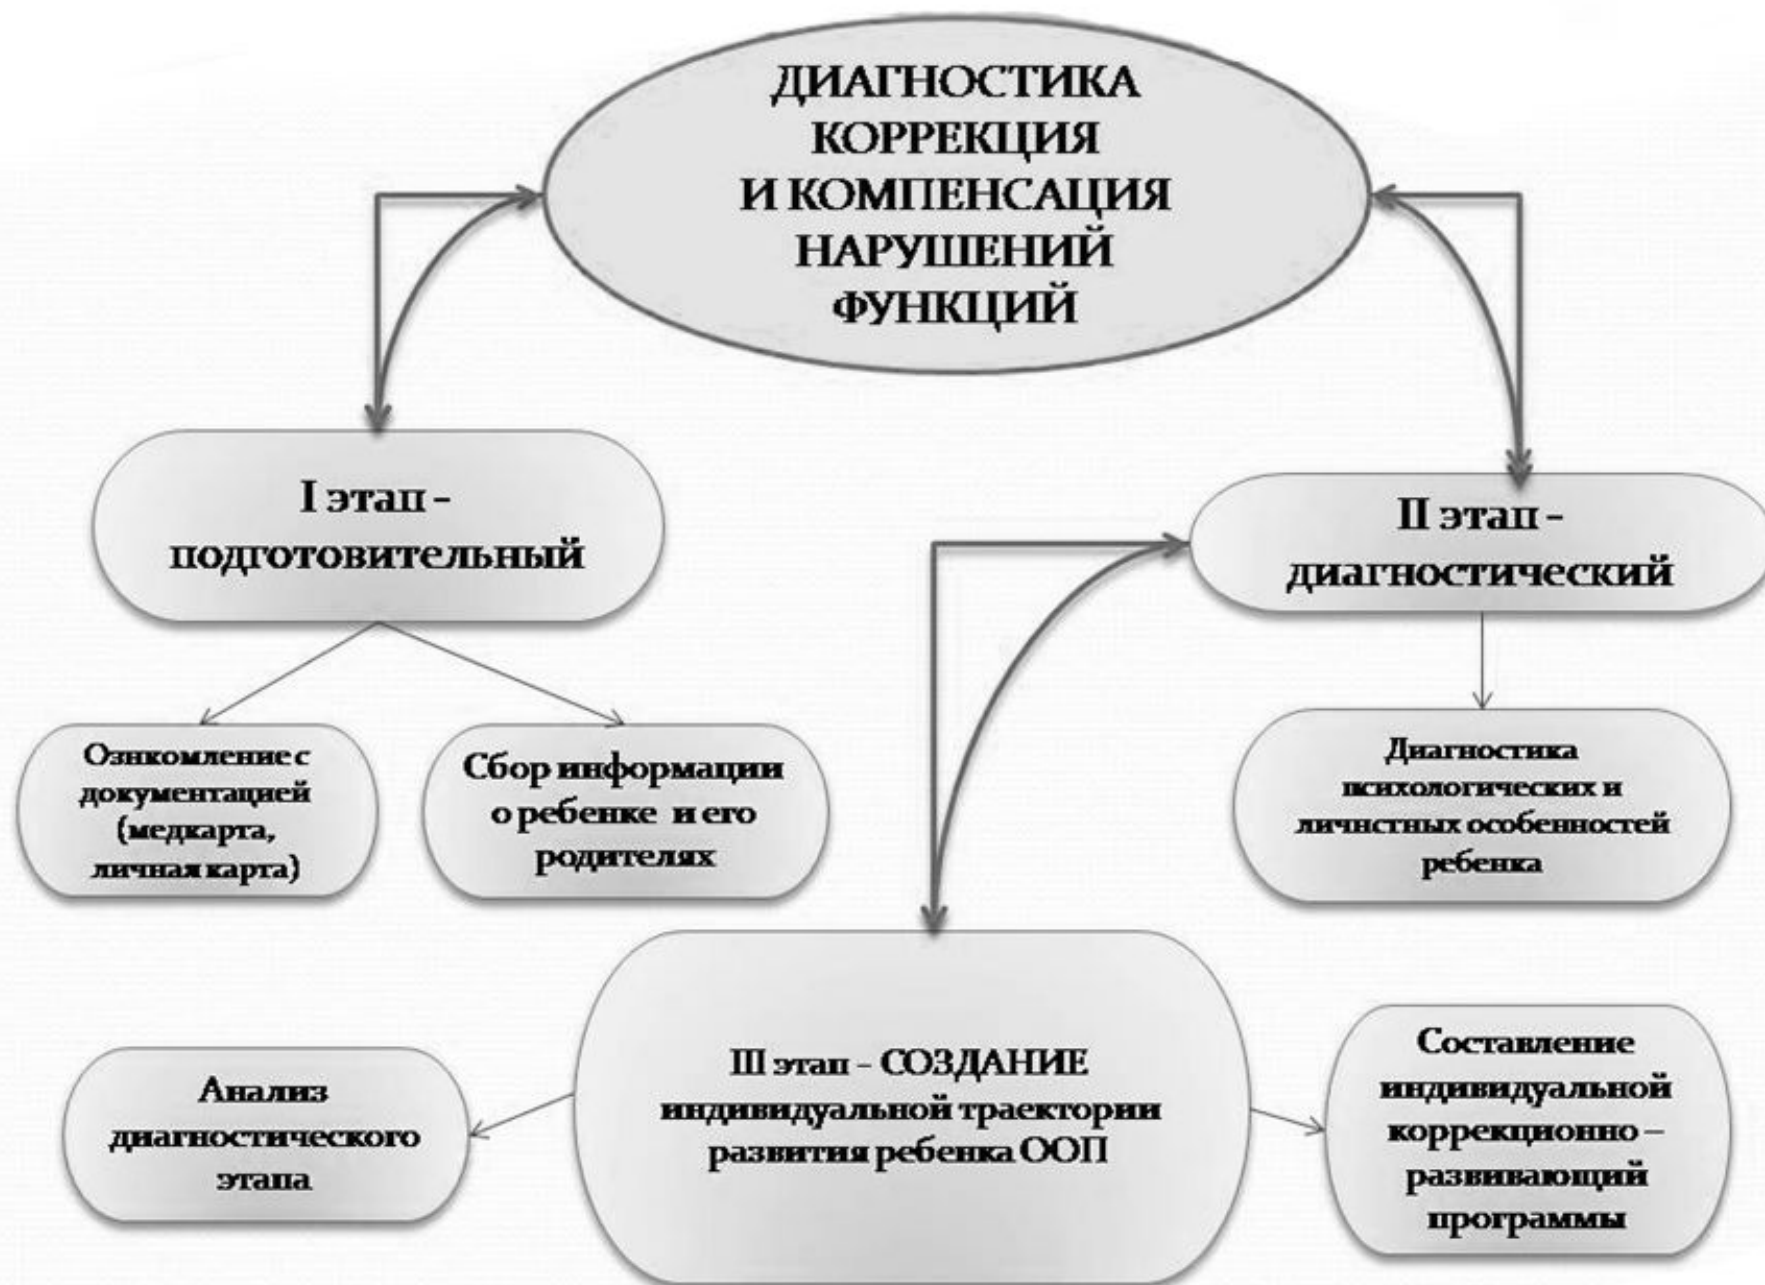 ДИАГНОСТИКА
КОРРЕКЦИЯ
И КОМПЕНСАЦИЯ
НАРУШЕНИЙ
ФУНКЦИЙ
I этап –
подготовительный
II этап –
диагностический
Ознкомление с
документацией
(медкарта,
личная карта)
Сбор информации
о ребенке и его
родителях
Диагностика
психологических и
личнстных особенностей
ребенка
III этап – СОЗДАНИЕ
индивидуальной траектории
развития ребенка ООП
Анализ
диагностического
этапа
Составление
индивидуальной
коррекционно –
развивающий
программы